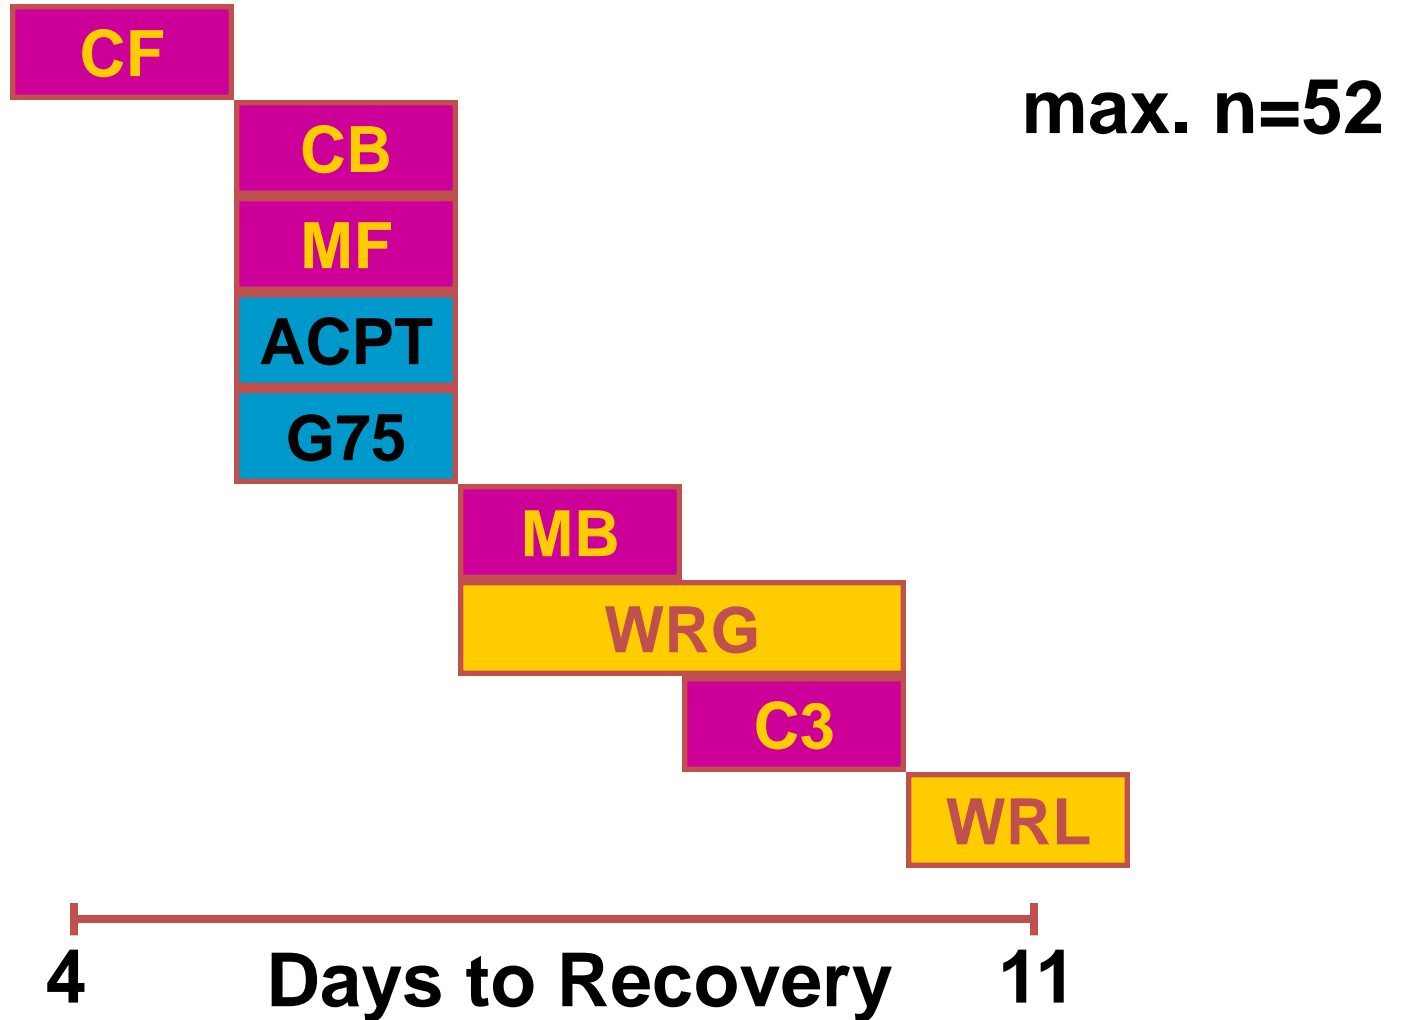 CF
max. n=52
CB
MF
ACPT
G75
MB
WRG
C3
WRL
4 Days to Recovery 11